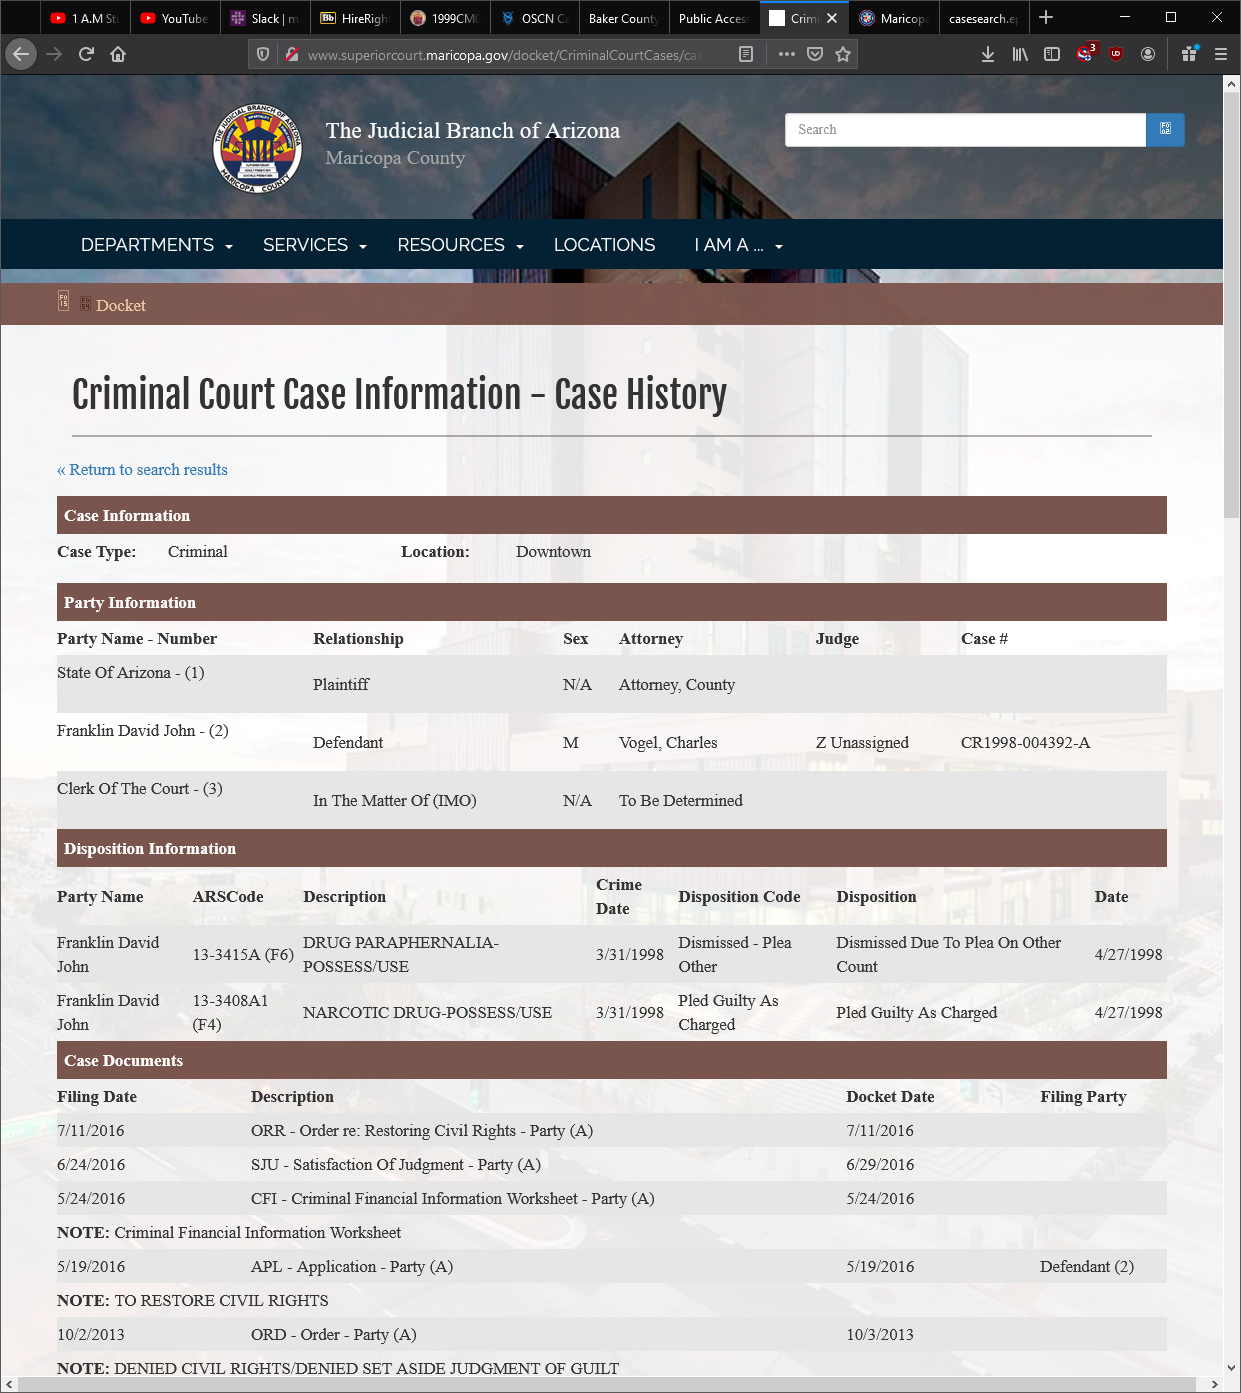 1 A.M Stu
YouTube
Slack | m
HireRigh
1999CM0
OSCN Ca
Baker County
Public Access
Crimi
Maricopa
casesearch.ep
www.superiorcourt.maricopa.gov/docket/CriminalCourtCases/cas
3
The Judicial Branch of Arizona
Maricopa County
Search
DEPARTMENTS SERVICES RESOURCES LOCATIONS I AM A ...
Docket
Criminal Court Case Information - Case History
« Return to search results
Case Information
Case Type: Criminal Location: Downtown
Party Information
Party Name - Number Relationship Sex Attorney Judge Case #
State Of Arizona - (1) Plaintiff N/A Attorney, County
Franklin David John - (2) Defendant M Vogel, Charles Z Unassigned CR1998-004392-A
Clerk Of The Court - (3) In The Matter Of (IMO) N/A To Be Determined
Disposition Information
Party Name ARSCode Description Crime Date Disposition Code Disposition Date
Franklin David John 13-3415A (F6) DRUG PARAPHERNALIA-POSSESS/USE 3/31/1998 Dismissed - Plea Other Dismissed Due To Plea On Other Count 4/27/1998
Franklin David John 13-3408A1 (F4) NARCOTIC DRUG-POSSESS/USE 3/31/1998 Pled Guilty As Charged Pled Guilty As Charged 4/27/1998
Case Documents
Filing Date Description Docket Date Filing Party
7/11/2016 ORR - Order re: Restoring Civil Rights - Party (A) 7/11/2016
6/24/2016 SJU - Satisfaction Of Judgment - Party (A) 6/29/2016
5/24/2016 CFI - Criminal Financial Information Worksheet - Party (A) 5/24/2016
NOTE: Criminal Financial Information Worksheet
5/19/2016 APL - Application - Party (A) 5/19/2016 Defendant (2)
NOTE: TO RESTORE CIVIL RIGHTS
10/2/2013 ORD - Order - Party (A) 10/3/2013
NOTE: DENIED CIVIL RIGHTS/DENIED SET ASIDE JUDGMENT OF GUILT